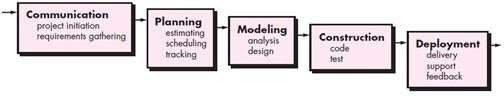 Communication
project initiation
requirements gathering
Planning
estimating
scheduling
tracking
Modeling
analysis
design
Construction
code
test
Deployment
delivery
support
feedback